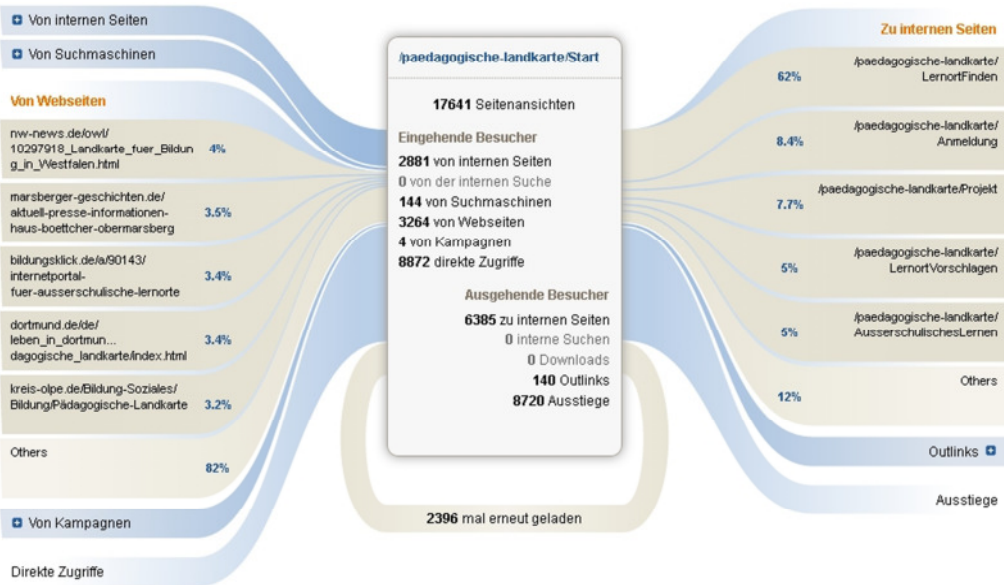 Von internen Seiten
Von Suchmaschinen
Von Webseiten
nw-news.de/owl/
10297918_Landkarte_fuer_Bildun
g_in_Westfalen.html
4%
marsberger-geschichten.de/
aktuell-presse-informationen-
haus-boettcher-obermarsberg
3.5%
bildungsklick.de/a/90143/
internetportal-
fuer-ausserschulische-lernorte
3.4%
dortmund.de/de/
leben_in_dortmun...
dagogische_landkarte/index.html
3.4%
kreis-olpe.de/Bildung-Soziales/
Bildung/Pädagogische-Landkarte
3.2%
Others
82%
Von Kampagnen
Direkte Zugriffe
/paedagogische-landkarte/Start
17641 Seitenansichten
Eingehende Besucher
2881 von internen Seiten
0 von der internen Suche
144 von Suchmaschinen
3264 von Webseiten
4 von Kampagnen
8872 direkte Zugriffe
Ausgehende Besucher
6385 zu internen Seiten
0 interne Suchen
0 Downloads
140 Outlinks
8720 Ausstiege
2396 mal erneut geladen
Zu internen Seiten
/paedagogische-landkarte/
LernortFinden
62%
/paedagogische-landkarte/
Anmeldung
8.4%
/paedagogische-landkarte/Projekt
7.7%
/paedagogische-landkarte/
LernortVorschlagen
5%
/paedagogische-landkarte/
AusserschulischesLernen
5%
Others
12%
Outlinks
Ausstiege